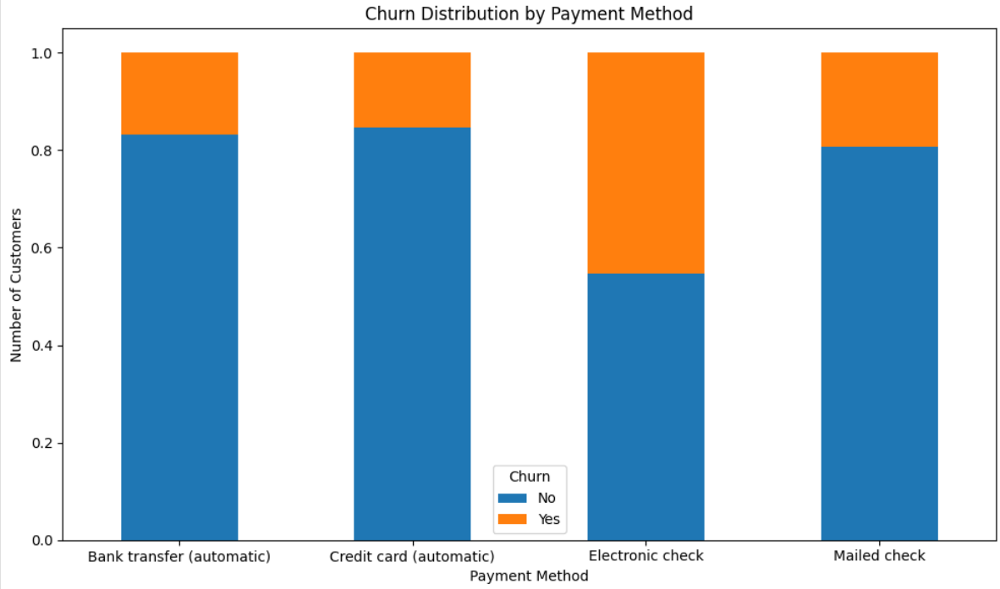 Churn Distribution by Payment Method
Number of Customers
1.0
0.8
0.6
0.4
0.2
0.0
Churn
No
Yes
Bank transfer (automatic)
Credit card (automatic)
Electronic check
Mailed check
Payment Method